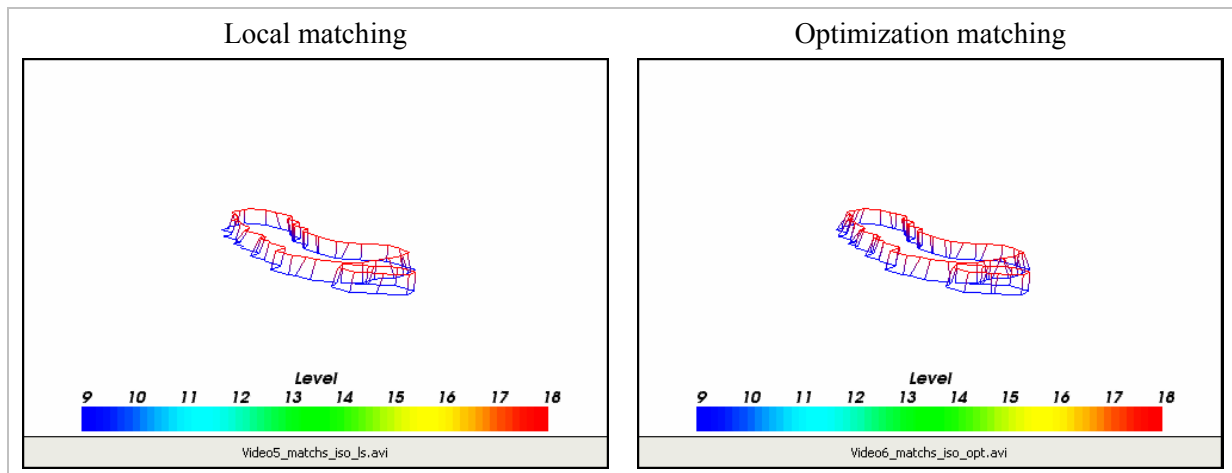 Local matching
Optimization matching
Level
9 10 11 12 13 14 15 16 17 18
Video5_matchs_iso_ls.avi
Level
9 10 11 12 13 14 15 16 17 18
Video6_matchs_iso_opt.avi